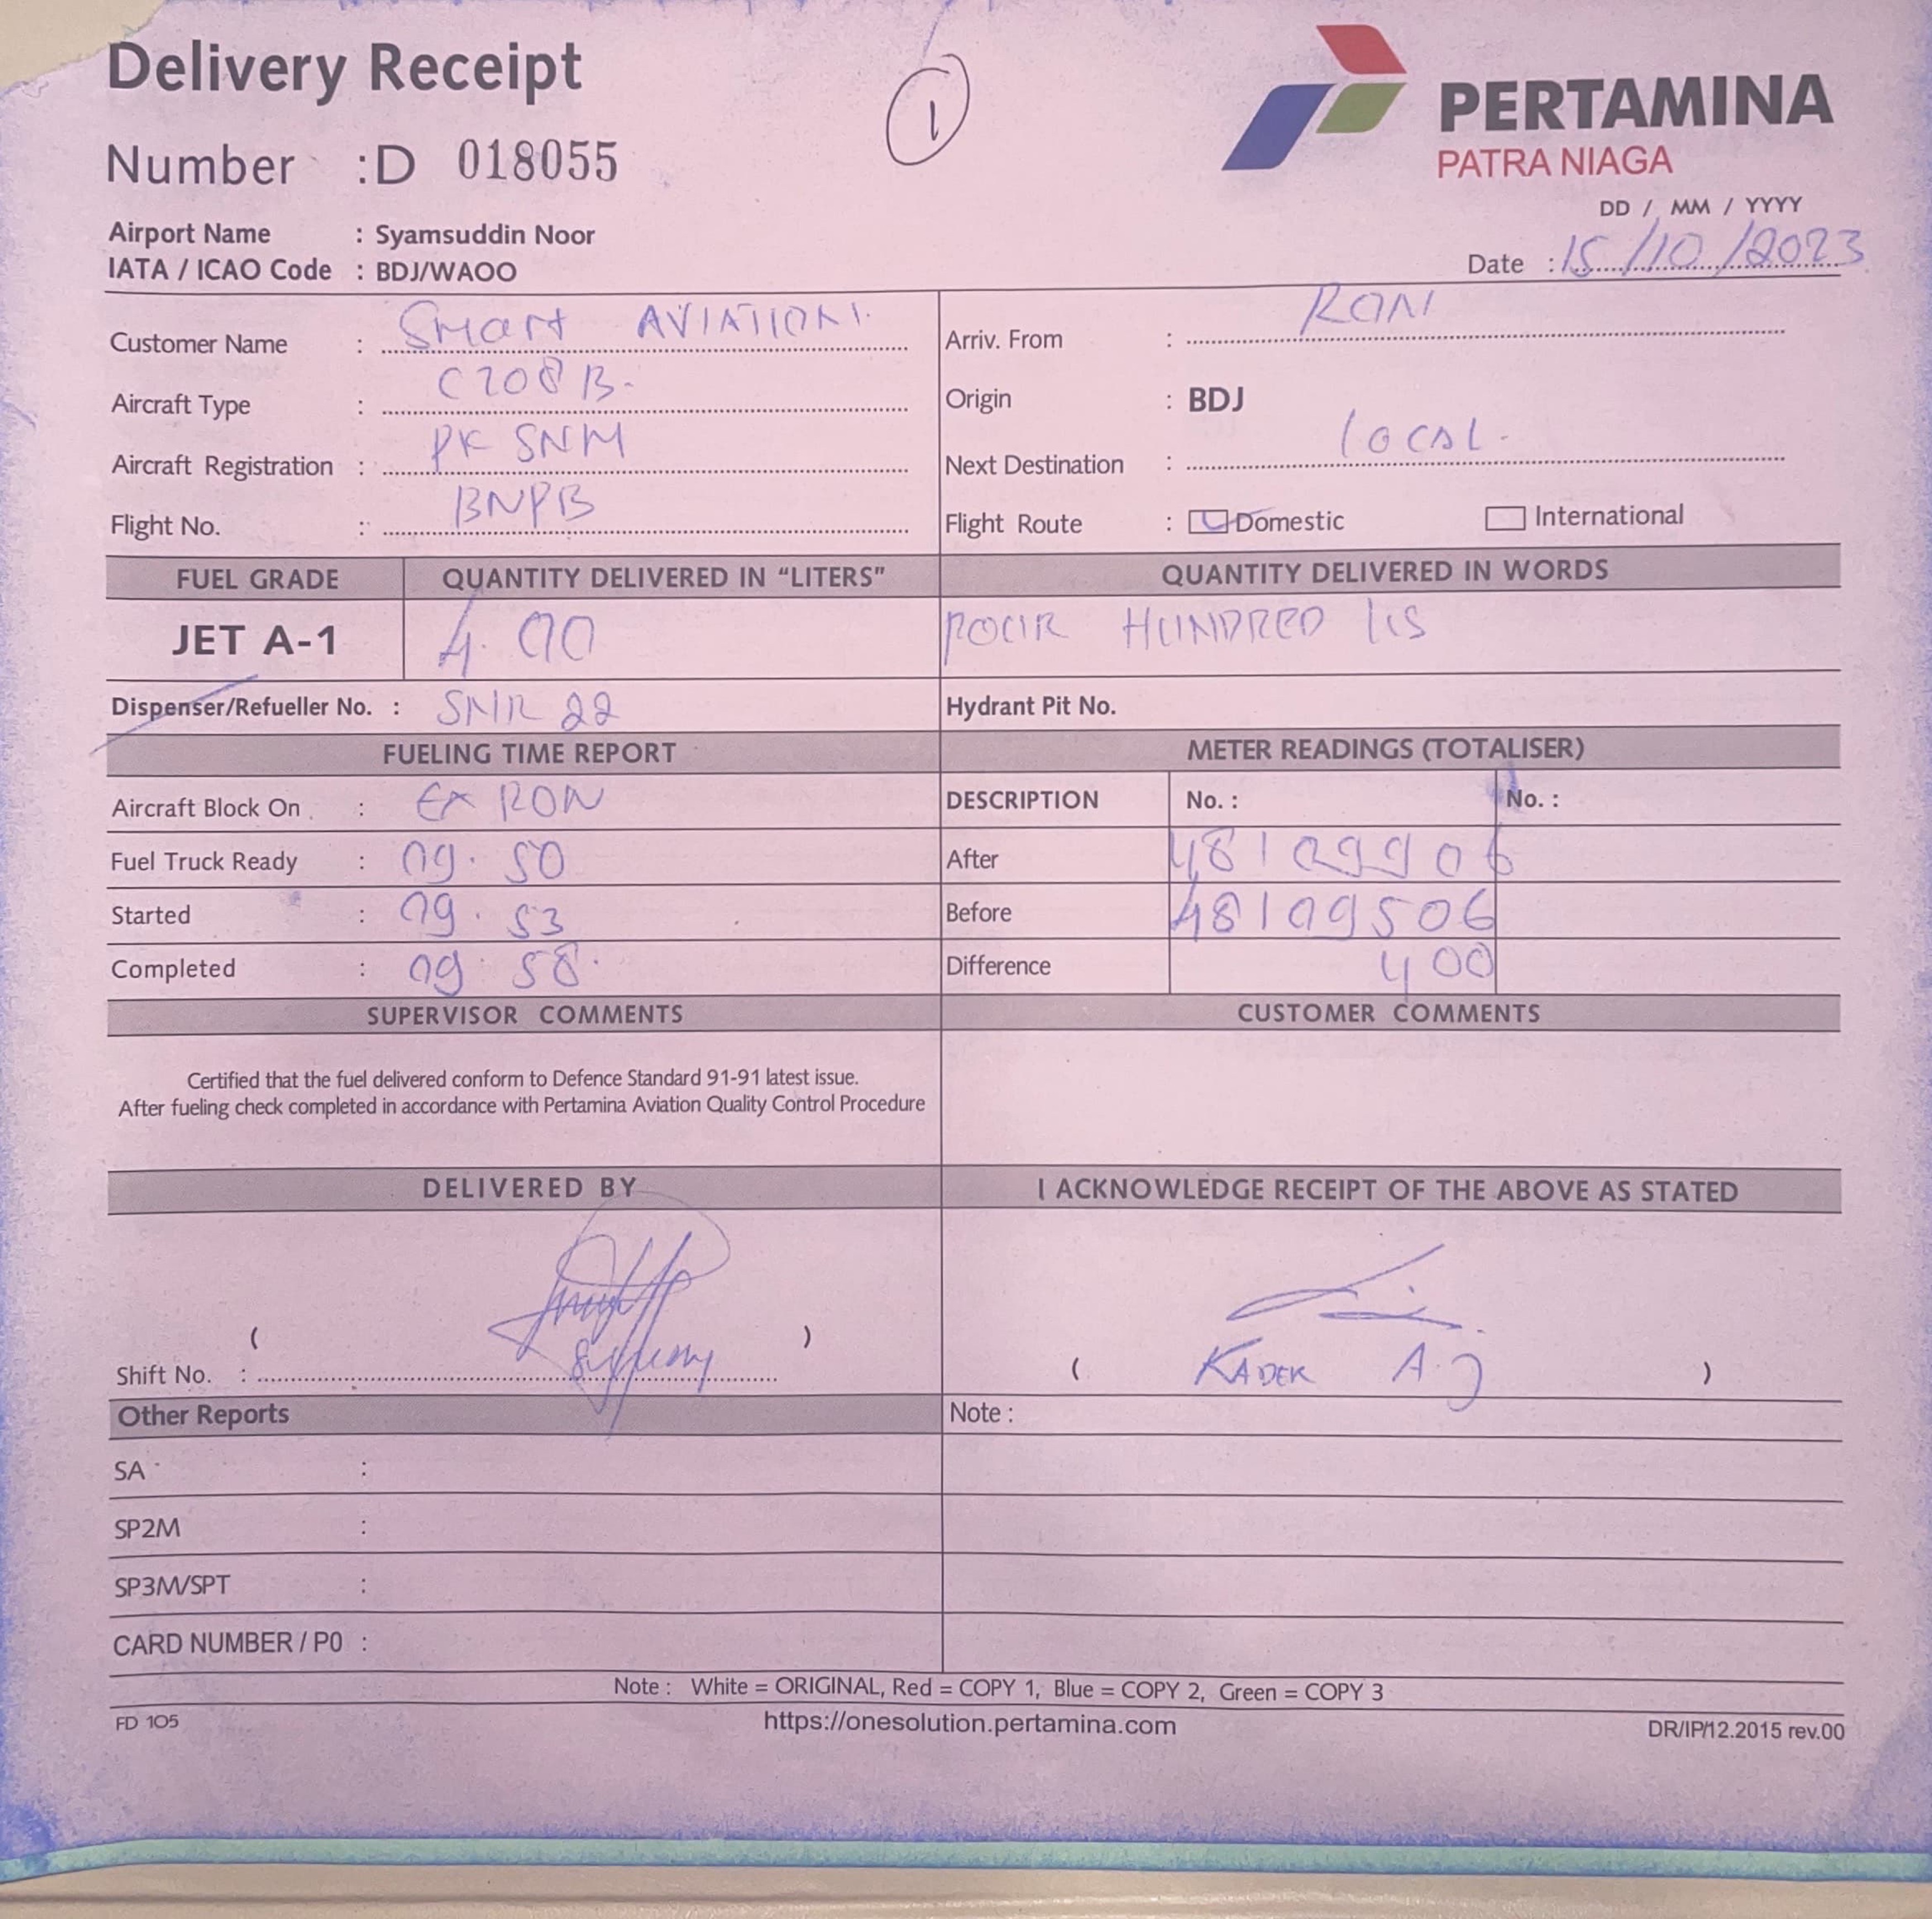 Delivery Receipt
1
PERTAMINA
PATRA NIAGA
Number :D 018055
DD / MM / YYYY
Airport Name : Syamsuddin Noor
IATA / ICAO Code : BDJ/WAOO
Date : 15/10/2023
Customer Name : Smart AVIATION.
Arriv. From : RON
Aircraft Type : C208B.
Origin : BDJ
Aircraft Registration : PK SNM
Next Destination : local.
Flight No. : BNPB
Flight Route : Domestic International
FUEL GRADE QUANTITY DELIVERED IN “LITERS” QUANTITY DELIVERED IN WORDS
JET A-1 4.00 FOUR HUNDRED
Dispenser/Refueller No. : SNR 22 Hydrant Pit No.
FUELING TIME REPORT METER READINGS (TOTALISER)
Aircraft Block On : EX RON DESCRIPTION No. : No. :
Fuel Truck Ready : 09.50 After 48109906
Started : 09.53 Before 48109506
Completed : 09.58. Difference 400
SUPERVISOR COMMENTS CUSTOMER COMMENTS
Certified that the fuel delivered conform to Defence Standard 91-91 latest issue.
After fueling check completed in accordance with Pertamina Aviation Quality Control Procedure
DELIVERED BY I ACKNOWLEDGE RECEIPT OF THE ABOVE AS STATED
( )
Shift No. :
( KADEK A.J )
Other Reports Note :
SA :
SP2M :
SP3M/SPT :
CARD NUMBER / P0 :
Note : White = ORIGINAL, Red = COPY 1, Blue = COPY 2, Green = COPY 3
FD 105 https://onesolution.pertamina.com DR/IP/12.2015 rev.00